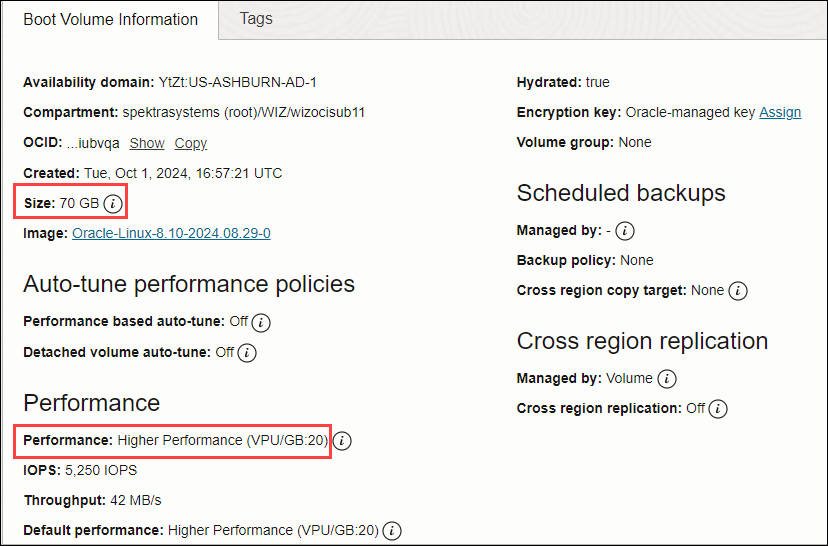 Boot Volume Information
Tags
Availability domain: YtZt:US-ASHBURN-AD-1
Compartment: spektrasystems (root)/WIZ/wizocisub11
OCID: ...iubvqa Show Copy
Created: Tue, Oct 1, 2024, 16:57:21 UTC
Size: 70 GB i
Image: Oracle-Linux-8.10-2024.08.29-0
Auto-tune performance policies
Performance based auto-tune: Off i
Detached volume auto-tune: Off i
Performance
Performance: Higher Performance (VPU/GB:20) i
IOPS: 5,250 IOPS
Throughput: 42 MB/s
Default performance: Higher Performance (VPU/GB:20) i
Hydrated: true
Encryption key: Oracle-managed key Assign
Volume group: None
Scheduled backups
Managed by: - i
Backup policy: None
Cross region copy target: None i
Cross region replication
Managed by: Volume i
Cross region replication: Off i